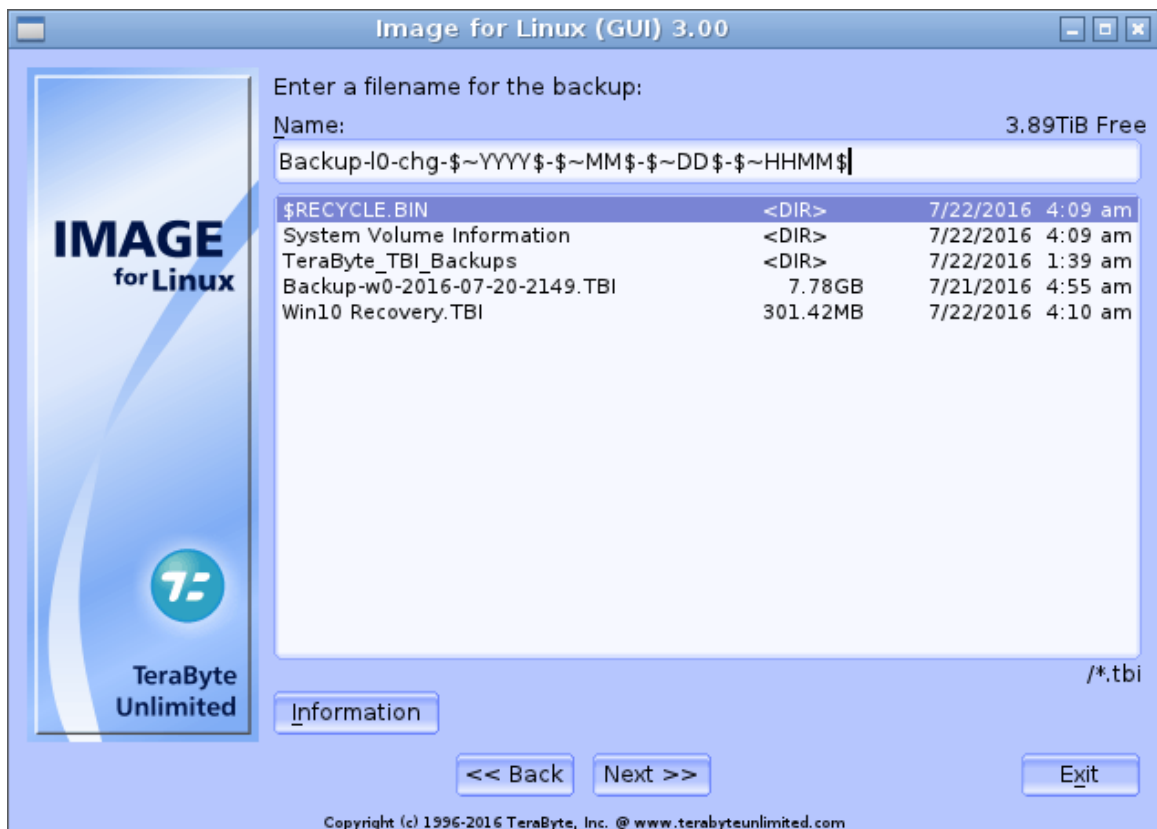 Image for Linux (GUI) 3.00
IMAGE
for Linux
TeraByte
Unlimited
Enter a filename for the backup:
Name: 3.89TiB Free
Backup-l0-chg-$~YYYY$-$~MM$-$~DD$-$~HHMM$
$RECYCLE.BIN <DIR> 7/22/2016 4:09 am
System Volume Information <DIR> 7/22/2016 4:09 am
TeraByte_TBI_Backups <DIR> 7/22/2016 1:39 am
Backup-w0-2016-07-20-2149.TBI 7.78GB 7/21/2016 4:55 am
Win10 Recovery.TBI 301.42MB 7/22/2016 4:10 am
/*.tbi
Information
<< Back Next >> Exit
Copyright (c) 1996-2016 TeraByte, Inc. @ www.terabyteunlimited.com